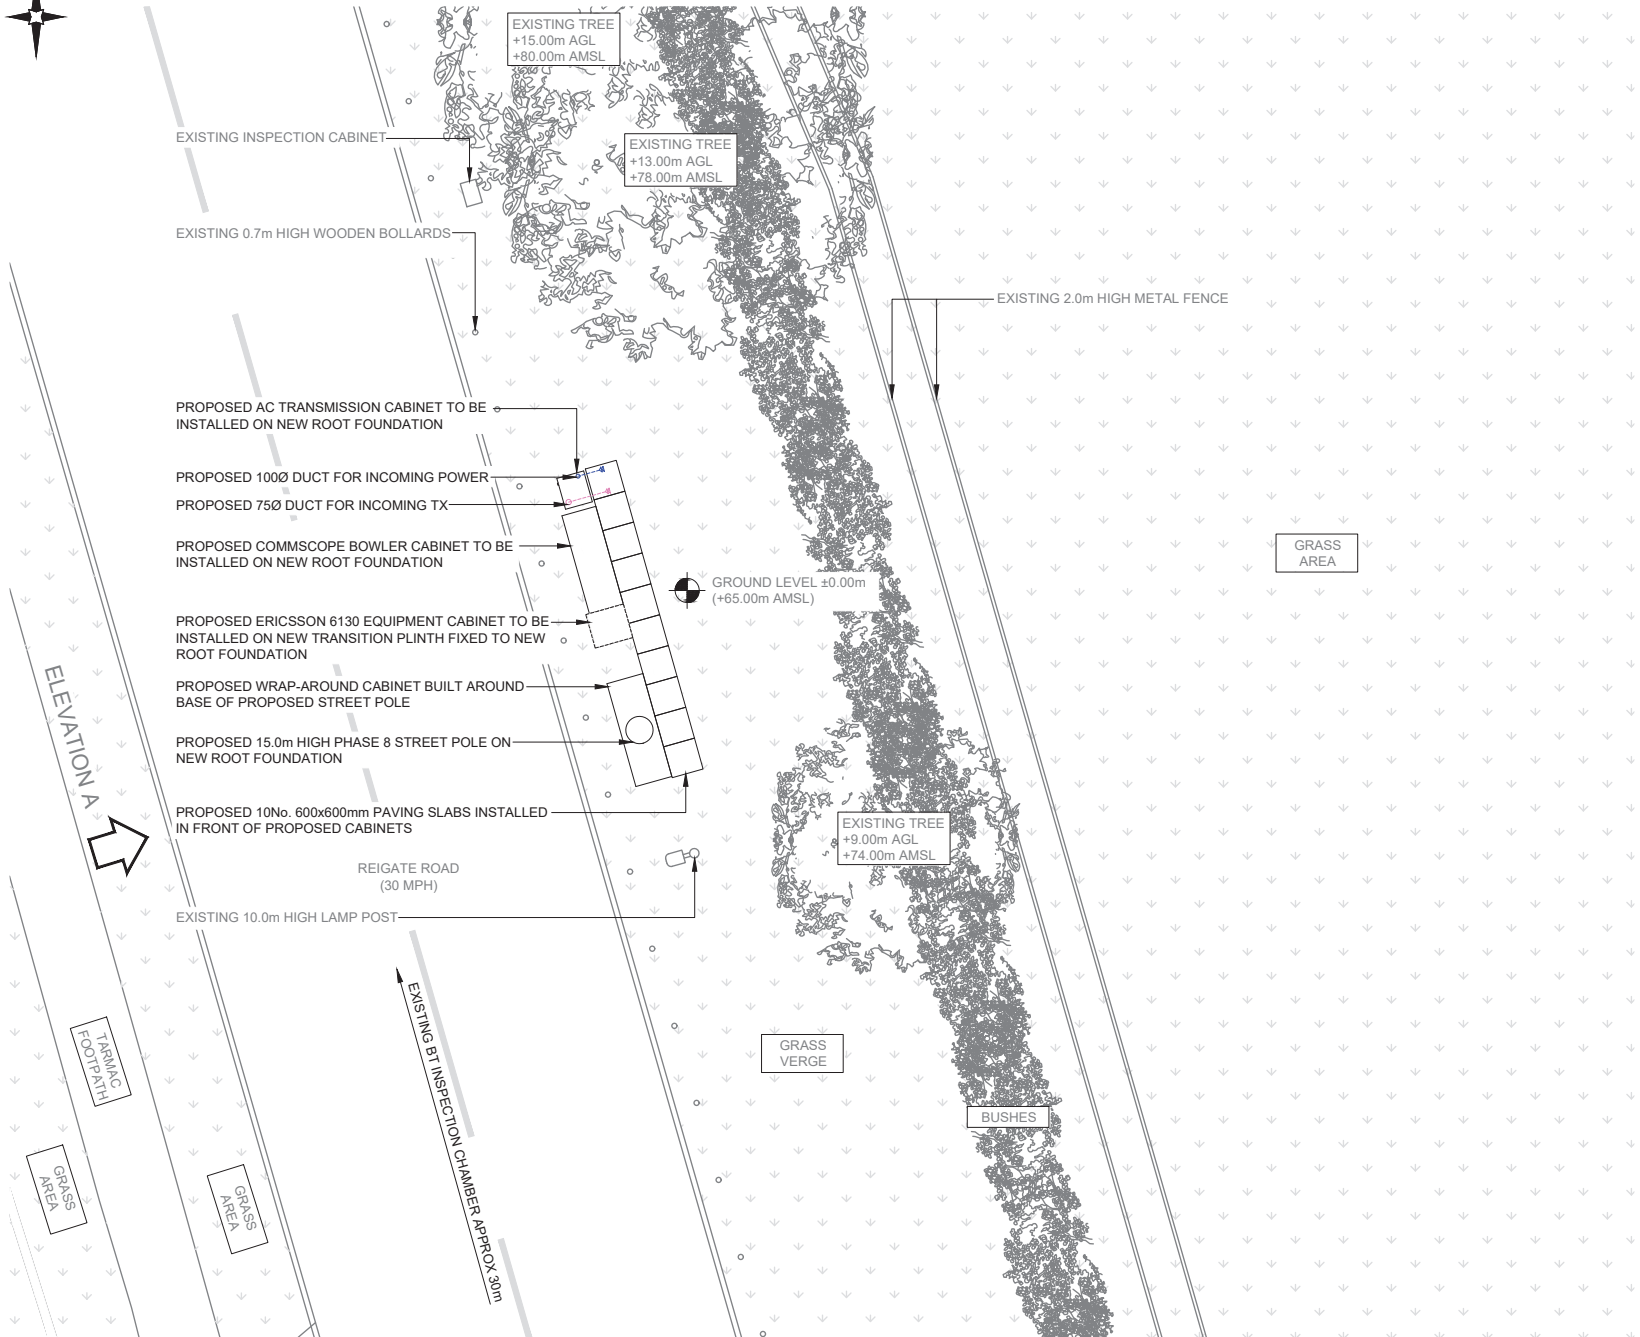 EXISTING TREE
+15.00m AGL
+80.00m AMSL
EXISTING INSPECTION CABINET
EXISTING TREE
+13.00m AGL
+78.00m AMSL
EXISTING 0.7m HIGH WOODEN BOLLARDS
EXISTING 2.0m HIGH METAL FENCE
PROPOSED AC TRANSMISSION CABINET TO BE
INSTALLED ON NEW ROOT FOUNDATION
PROPOSED 100Ø DUCT FOR INCOMING POWER
PROPOSED 75Ø DUCT FOR INCOMING TX
PROPOSED COMMSCOPE BOWLER CABINET TO BE
INSTALLED ON NEW ROOT FOUNDATION
GRASS
AREA
GROUND LEVEL ±0.00m
(+65.00m AMSL)
PROPOSED ERICSSON 6130 EQUIPMENT CABINET TO BE
INSTALLED ON NEW TRANSITION PLINTH FIXED TO NEW
ROOT FOUNDATION
PROPOSED WRAP-AROUND CABINET BUILT AROUND
BASE OF PROPOSED STREET POLE
ELEVATION A
PROPOSED 15.0m HIGH PHASE 8 STREET POLE ON
NEW ROOT FOUNDATION
PROPOSED 10No. 600x600mm PAVING SLABS INSTALLED
IN FRONT OF PROPOSED CABINETS
EXISTING TREE
+9.00m AGL
+74.00m AMSL
REIGATE ROAD
(30 MPH)
EXISTING 10.0m HIGH LAMP POST
EXISTING BT INSPECTION CHAMBER APPROX 30m
TARMAC
FOOTPATH
GRASS
VERGE
BUSHES
GRASS
AREA
GRASS
AREA